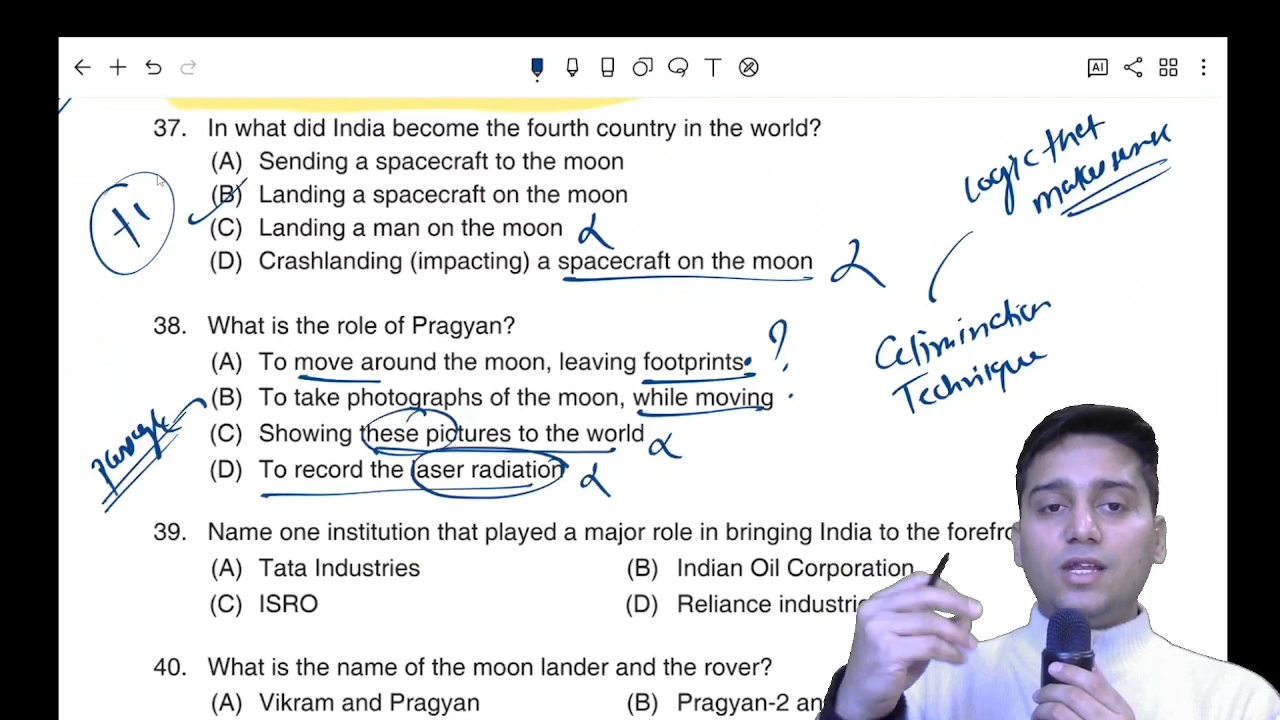 AI
37. In what did India become the fourth country in the world?
(A) Sending a spacecraft to the moon
(B) Landing a spacecraft on the moon
(C) Landing a man on the moon
(D) Crashlanding (impacting) a spacecraft on the moon
+1
Logic that
makes sense
Celiminction
Technique
38. What is the role of Pragyan?
(A) To move around the moon, leaving footprints. ?
(B) To take photographs of the moon, while moving
(C) Showing these pictures to the world
(D) To record the laser radiation
39. Name one institution that played a major role in bringing India to the forefro
(A) Tata Industries (B) Indian Oil Corporation
(C) ISRO (D) Reliance industri
40. What is the name of the moon lander and the rover?
(A) Vikram and Pragyan (B) Pragyan-2 an